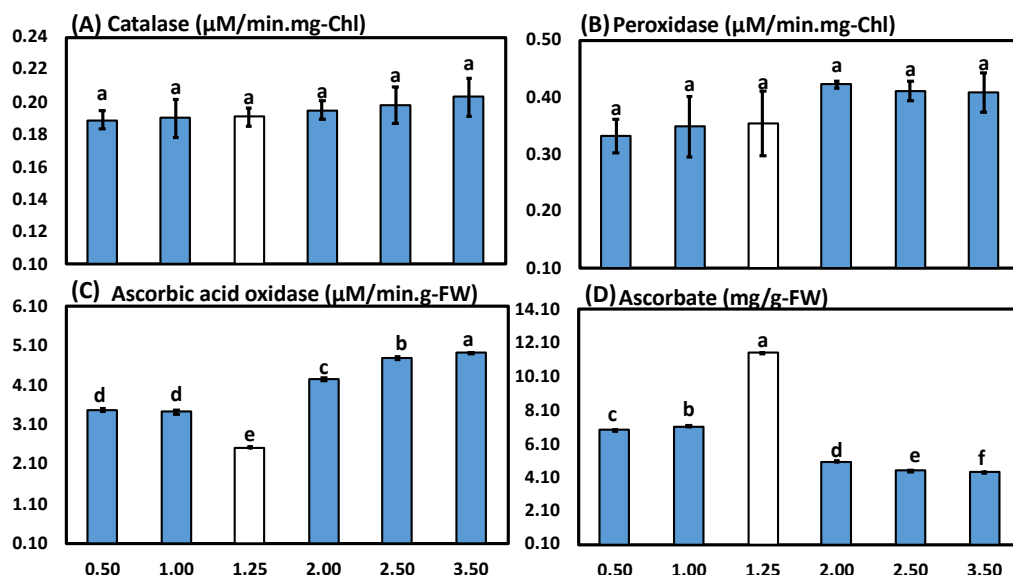 (A) Catalase (μM/min.mg-Chl)
0.24
0.22
0.20
0.18
0.16
0.14
0.12
0.10
a a a a a a
(B) Peroxidase (μM/min.mg-Chl)
0.50
0.40
0.30
0.20
0.10
a a a a a a
(C) Ascorbic acid oxidase (μM/min.g-FW)
6.10
5.10
4.10
3.10
2.10
1.10
0.10
d d e c b a
0.50 1.00 1.25 2.00 2.50 3.50
(D) Ascorbate (mg/g-FW)
14.10
12.10
10.10
8.10
6.10
4.10
2.10
0.10
c b a d e f
0.50 1.00 1.25 2.00 2.50 3.50